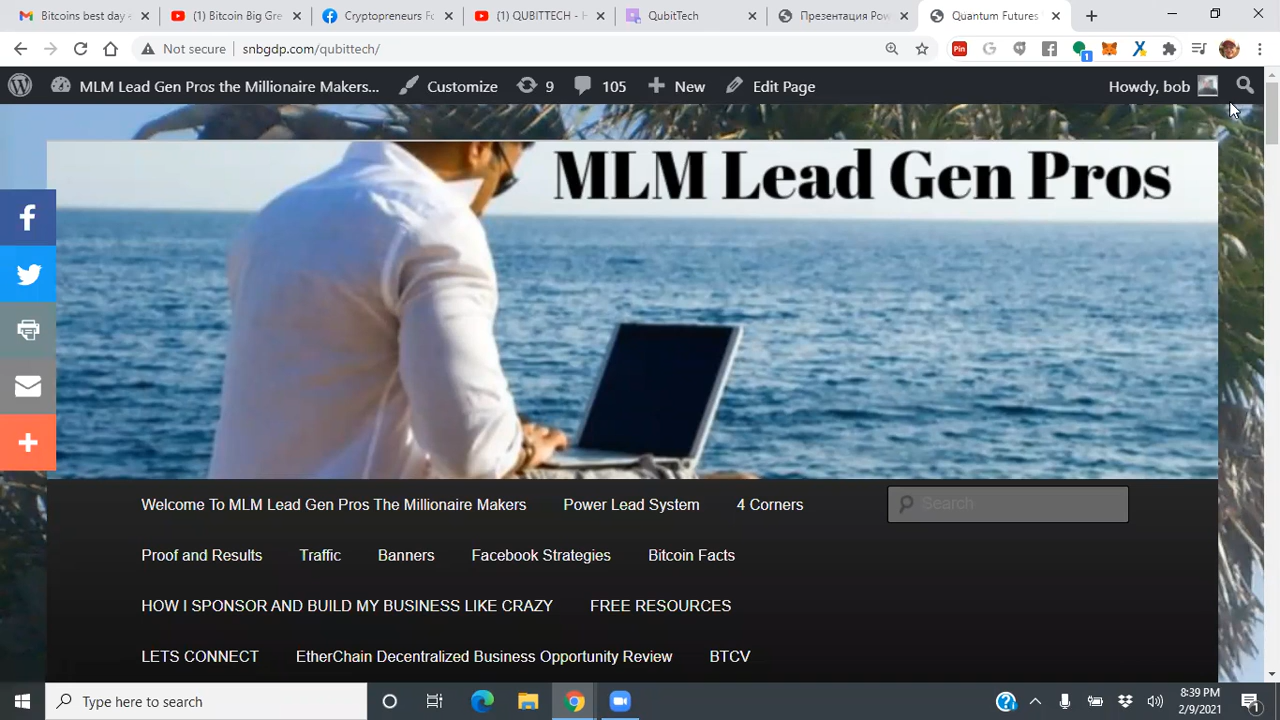 Bitcoins best day
(1) Bitcoin Big Gre
Cryptopreneurs Fo
(1) QUBITTECH - H
QubitTech
Презентация Pow
Quantum Futures
Not secure
snbgdp.com/qubittech/
Pin
1
MLM Lead Gen Pros the Millionaire Makers...
Customize
9
105
New
Edit Page
Howdy, bob
MLM Lead Gen Pros
Welcome To MLM Lead Gen Pros The Millionaire Makers
Power Lead System
4 Corners
Search
Proof and Results
Traffic
Banners
Facebook Strategies
Bitcoin Facts
HOW I SPONSOR AND BUILD MY BUSINESS LIKE CRAZY
FREE RESOURCES
LETS CONNECT
EtherChain Decentralized Business Opportunity Review
BTCV
Type here to search
8:39 PM
2/9/2021
1